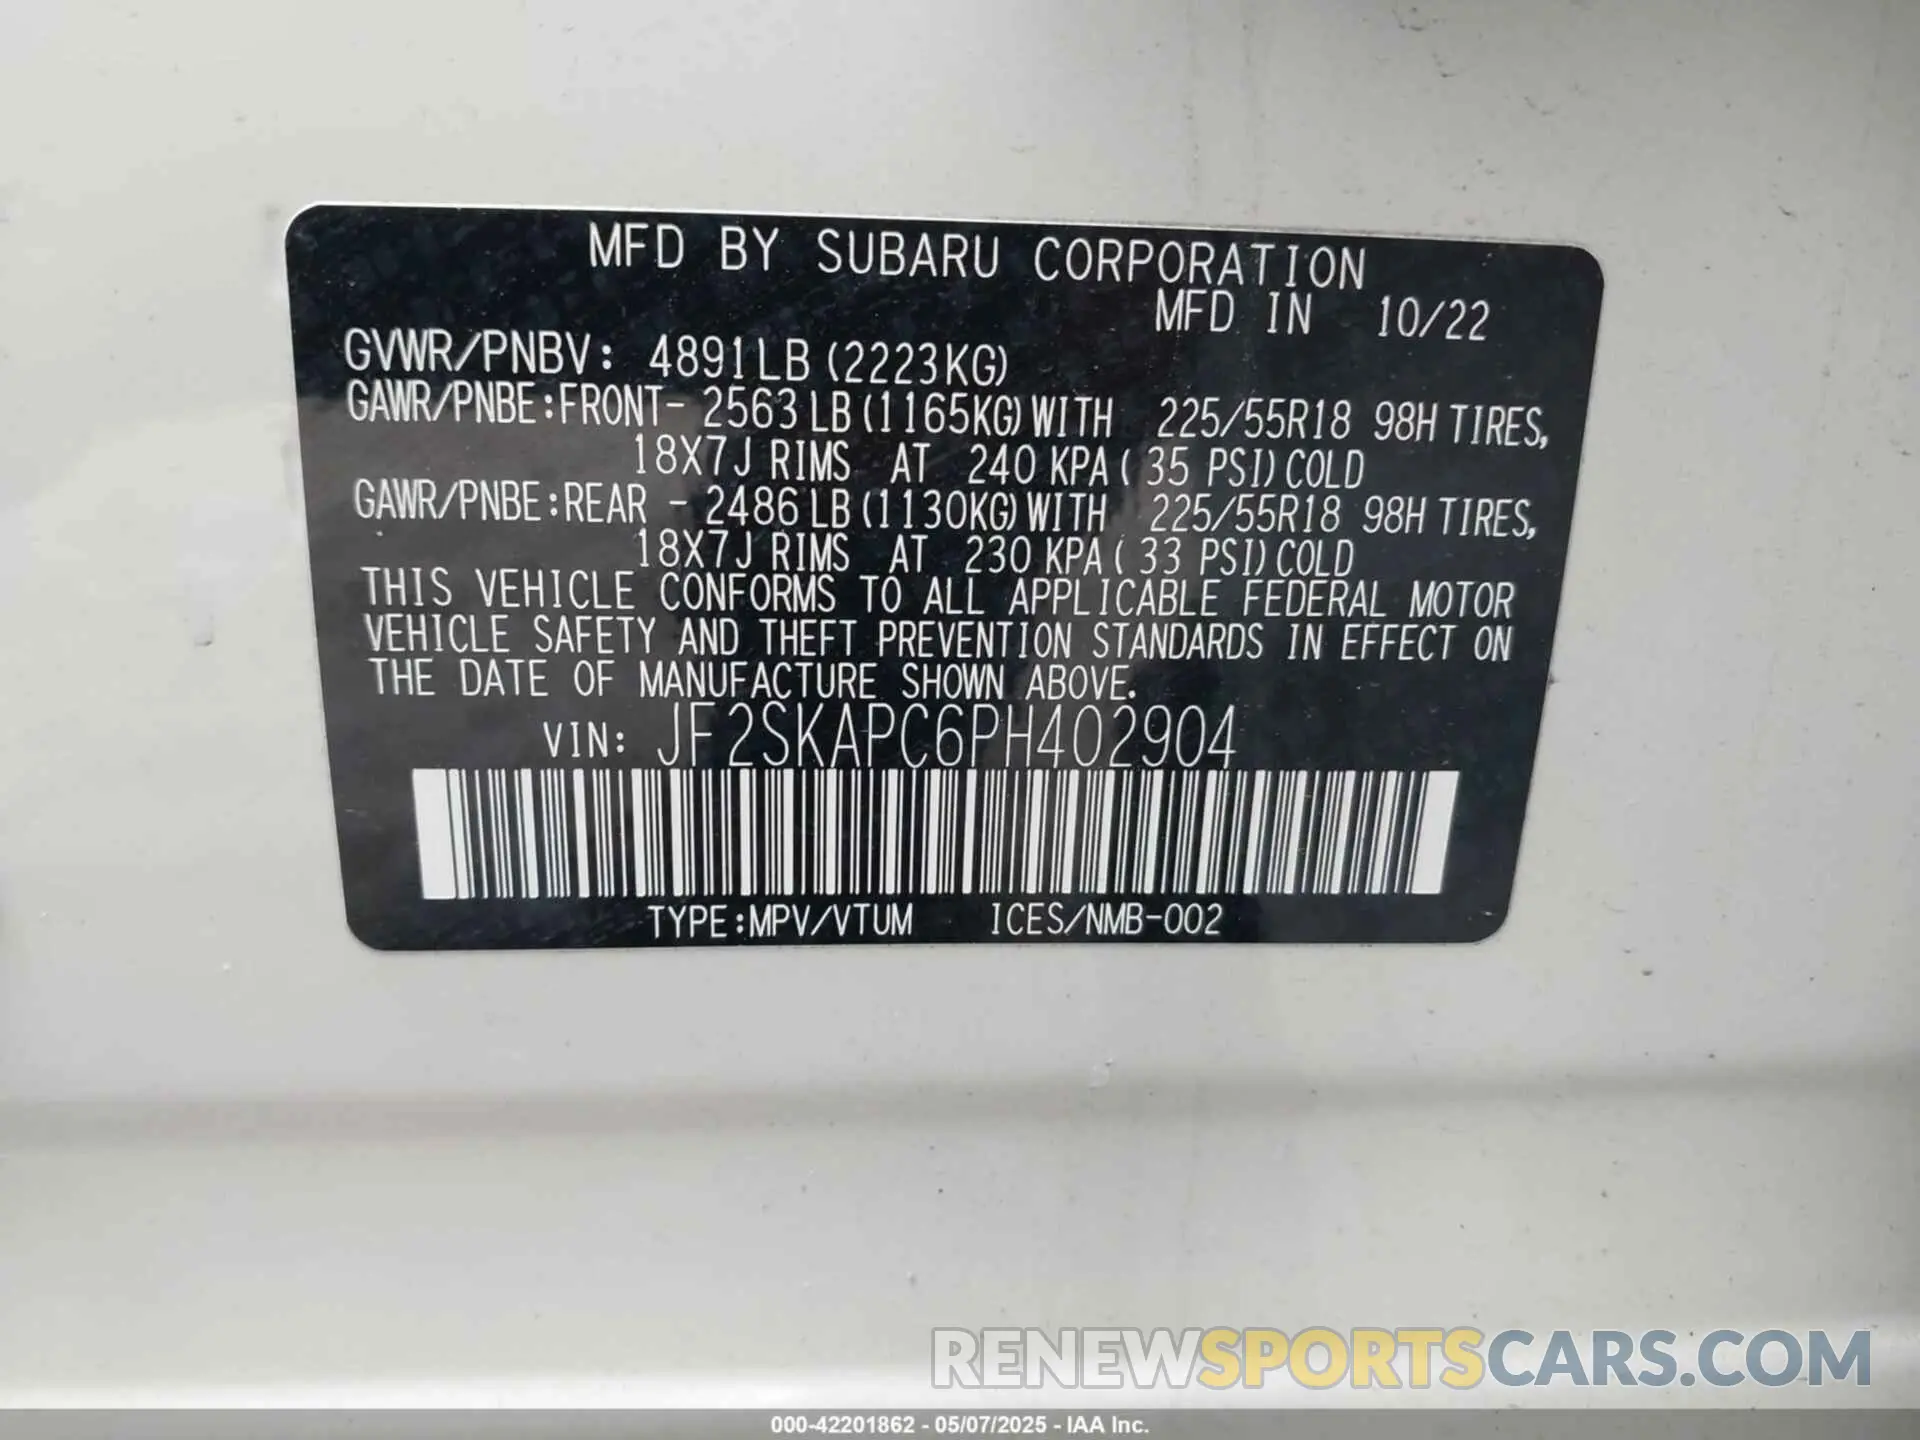 MFD BY SUBARU CORPORATION
MFD IN 10/22
GVWR/PNBV: 4891LB (2223KG)
GAWR/PNBE:FRONT- 2563LB(1165KG)WITH 225/55R18 98H TIRES,
18X7J RIMS AT 240 KPA( 35 PSI)COLD
GAWR/PNBE:REAR - 2486LB(1130KG)WITH 225/55R18 98H TIRES,
18X7J RIMS AT 230 KPA( 33 PSI)COLD
THIS VEHICLE CONFORMS TO ALL APPLICABLE FEDERAL MOTOR
VEHICLE SAFETY AND THEFT PREVENTION STANDARDS IN EFFECT ON
THE DATE OF MANUFACTURE SHOWN ABOVE.
VIN: JF2SKAPC6PH402904
TYPE:MPV/VTUM ICES/NMB-002
RENEWSPORTSCARS.COM
000-42201862 - 05/07/2025 - IAA Inc.